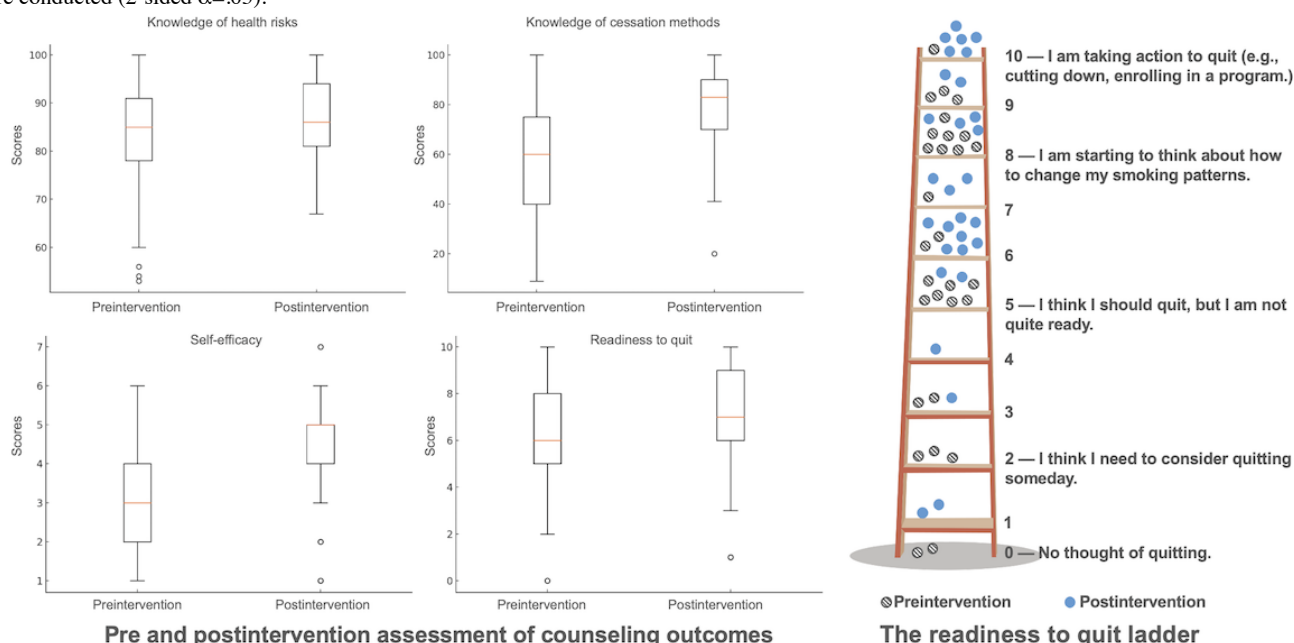 re conducted (2-sided α=.05).
Knowledge of health risks
100
90
80
70
60
Scores
Preintervention
Postintervention
Knowledge of cessation methods
100
80
60
40
20
Scores
Preintervention
Postintervention
Self-efficacy
7
6
5
4
3
2
1
Scores
Preintervention
Postintervention
Readiness to quit
10
8
6
4
2
0
Scores
Preintervention
Postintervention
Pre and postintervention assessment of counseling outcomes
10 — I am taking action to quit (e.g.,
cutting down, enrolling in a program.)
9
8 — I am starting to think about how
to change my smoking patterns.
7
6
5 — I think I should quit, but I am not
quite ready.
4
3
2 — I think I need to consider quitting
someday.
1
0 — No thought of quitting.
Preintervention
Postintervention
The readiness to quit ladder